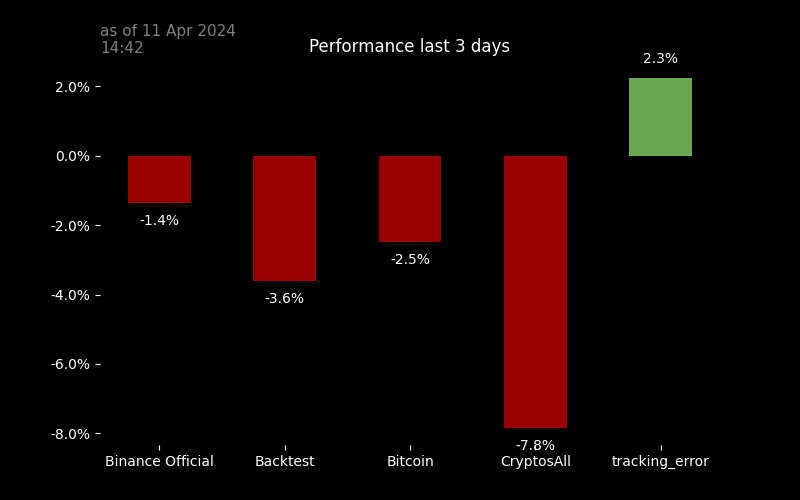 as of 11 Apr 2024
14:42
Performance last 3 days
2.3%
2.0%
0.0%
-2.0%
-4.0%
-6.0%
-8.0%
-1.4%
-3.6%
-2.5%
-7.8%
Binance Official
Backtest
Bitcoin
CryptosAll
tracking_error